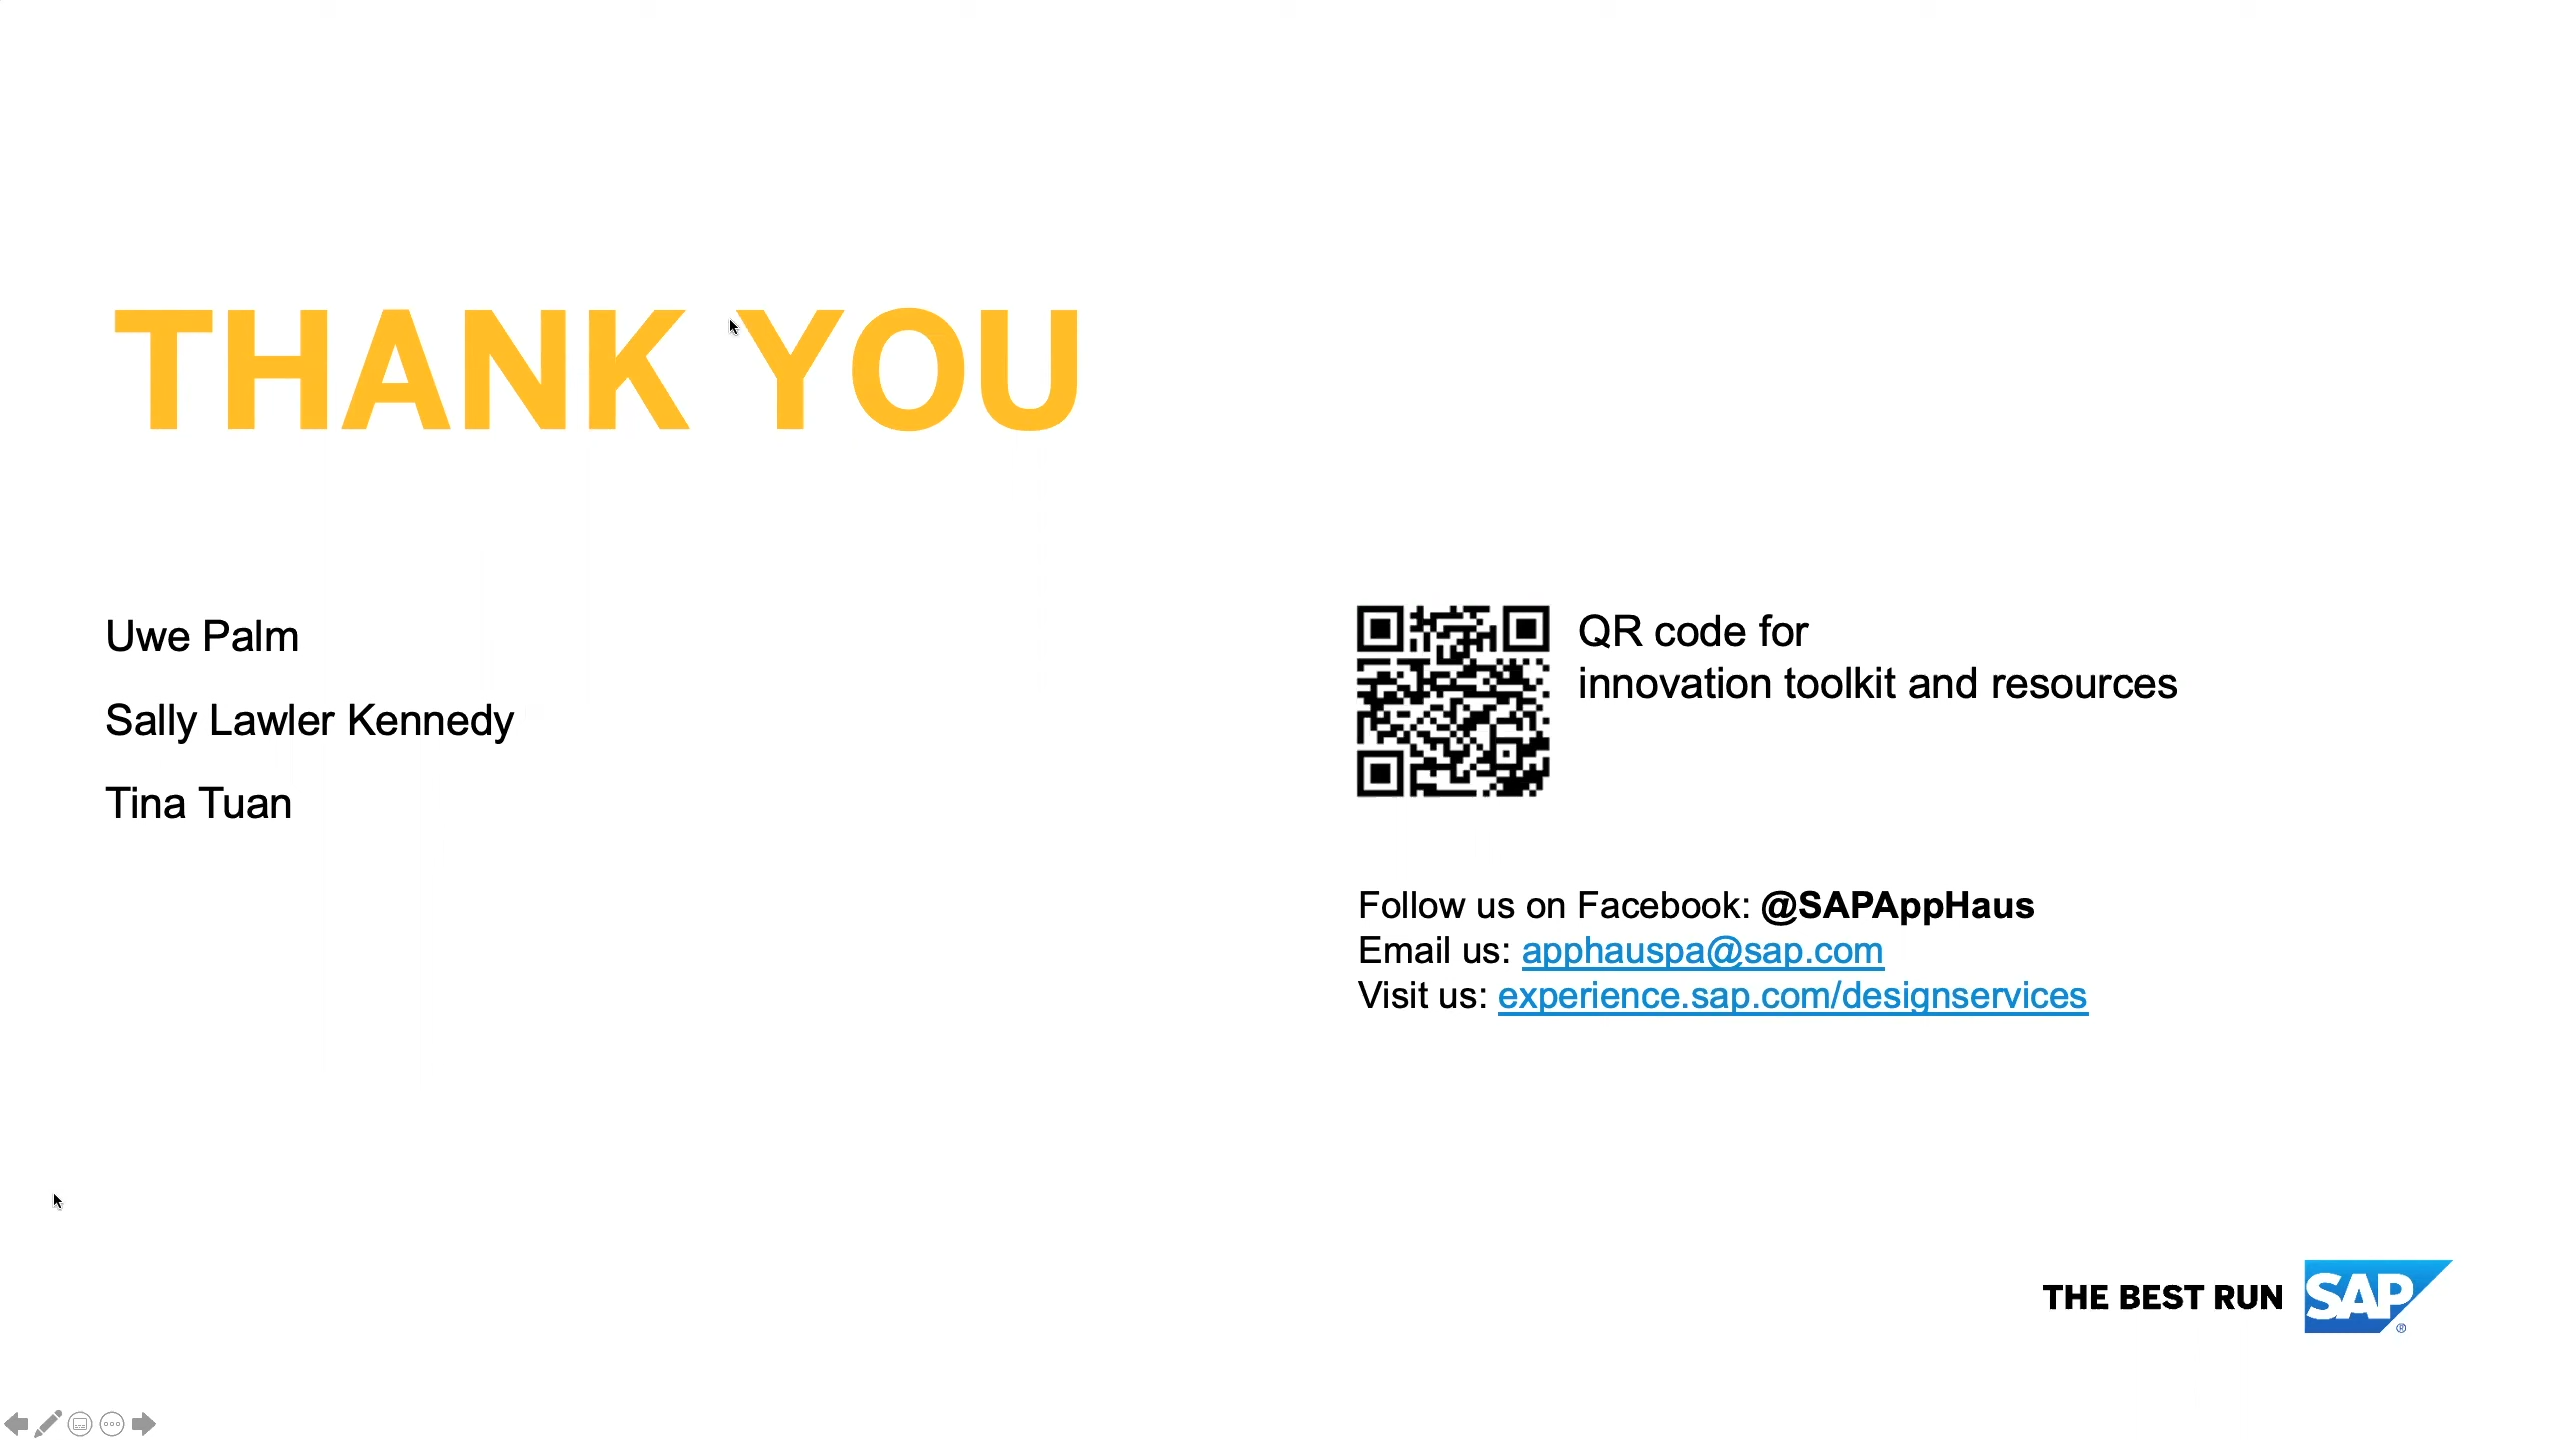 THANK YOU
Uwe Palm
Sally Lawler Kennedy
Tina Tuan
QR code for
innovation toolkit and resources
Follow us on Facebook: @SAPAppHaus
Email us: apphauspa@sap.com
Visit us: experience.sap.com/designservices
THE BEST RUN SAP®